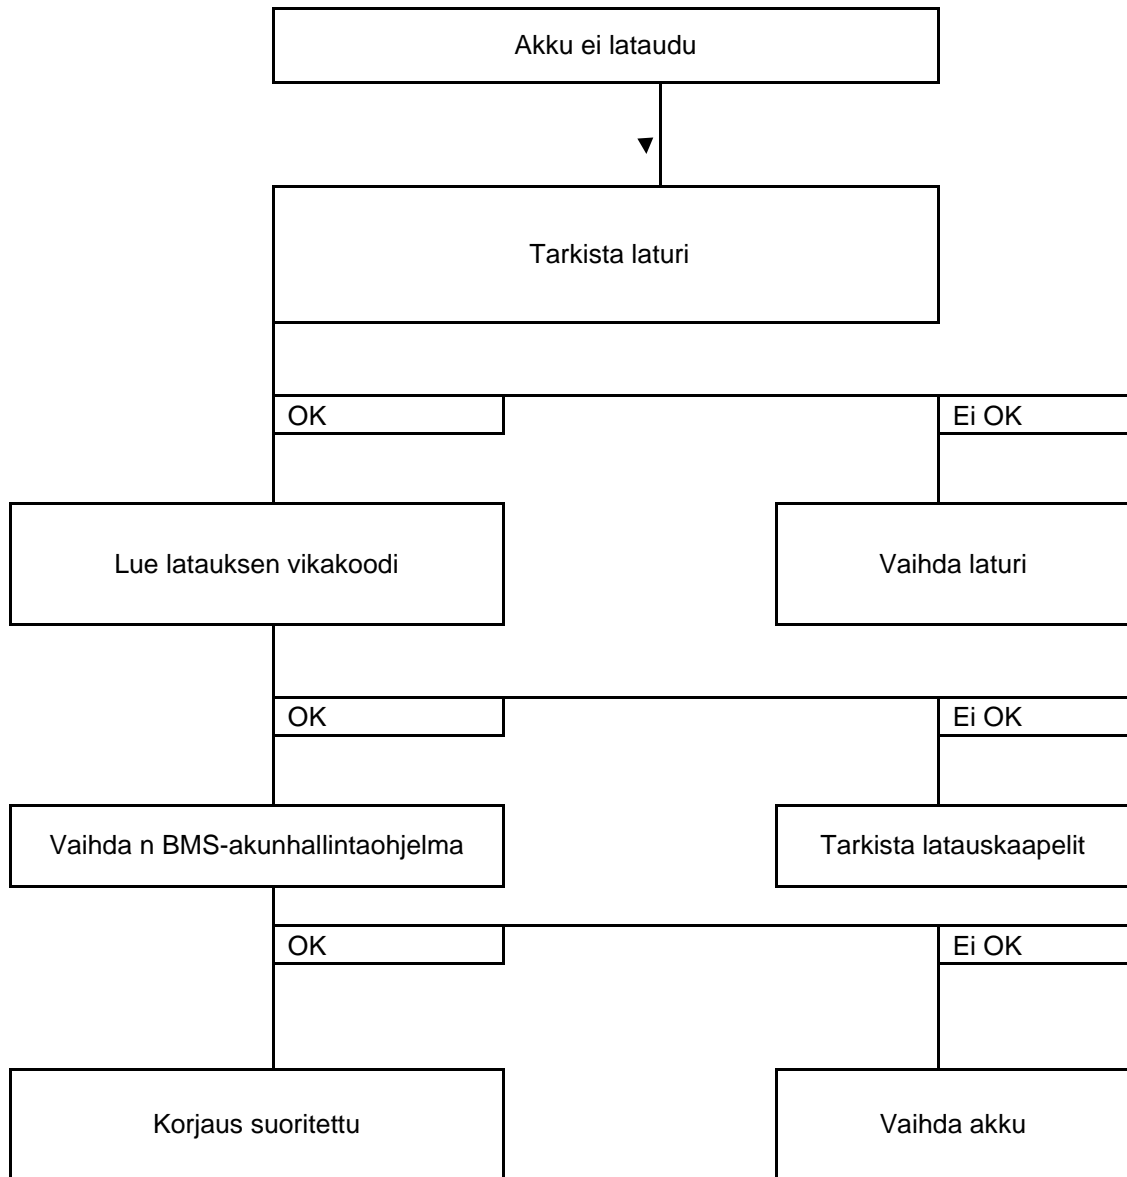 Akku ei lataudu
Tarkista laturi
OK
Ei OK
Lue latauksen vikakoodi
Vaihda laturi
OK
Ei OK
Vaihda n BMS-akunhallintaohjelma
Tarkista latauskaapelit
OK
Ei OK
Korjaus suoritettu
Vaihda akku